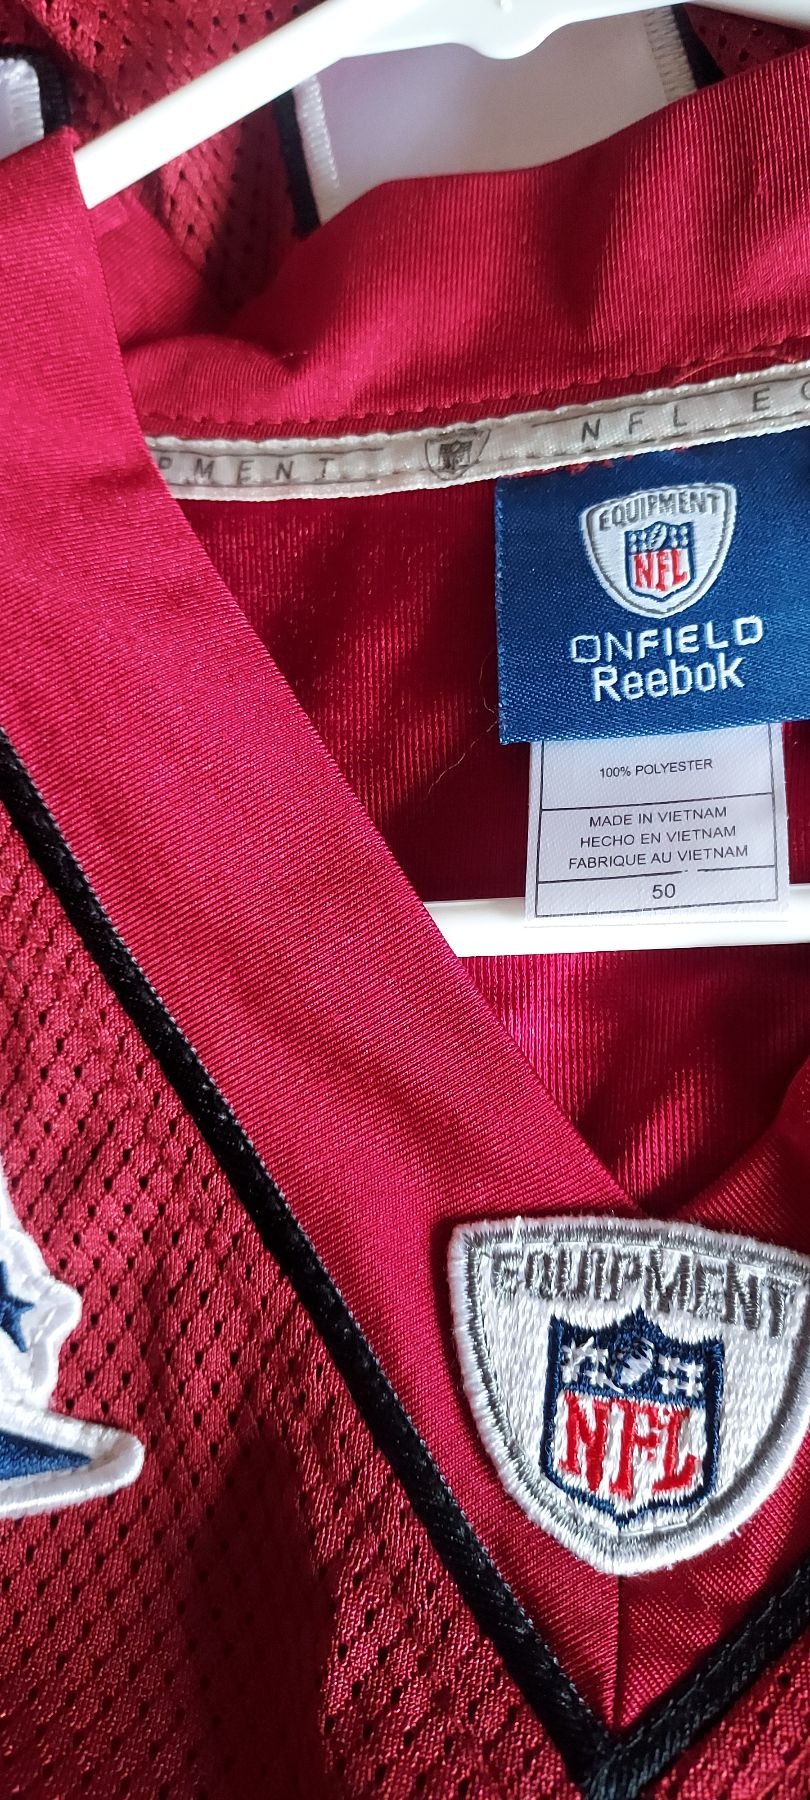 PMENT NFL EQ
EQUIPMENT
NFL
ONFIELD
Reebok
100% POLYESTER
MADE IN VIETNAM
HECHO EN VIETNAM
FABRIQUE AU VIETNAM
50
EQUIPMENT
NFL